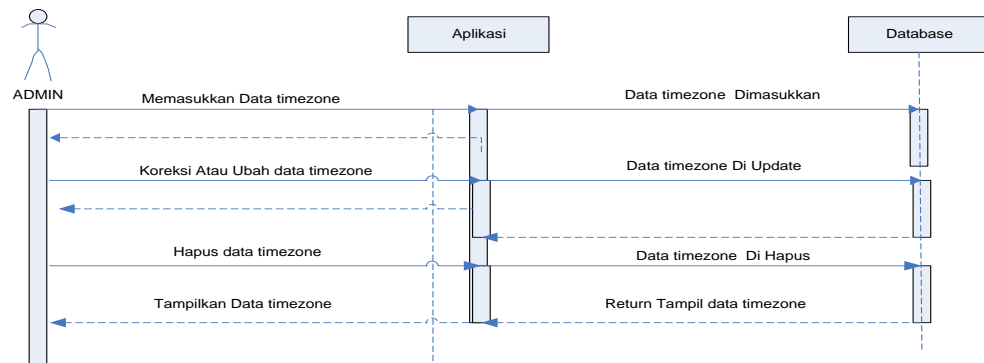 Aplikasi
Database
ADMIN
Memasukkan Data timezone
Data timezone Dimasukkan
Koreksi Atau Ubah data timezone
Data timezone Di Update
Hapus data timezone
Data timezone Di Hapus
Tampilkan Data timezone
Return Tampil data timezone